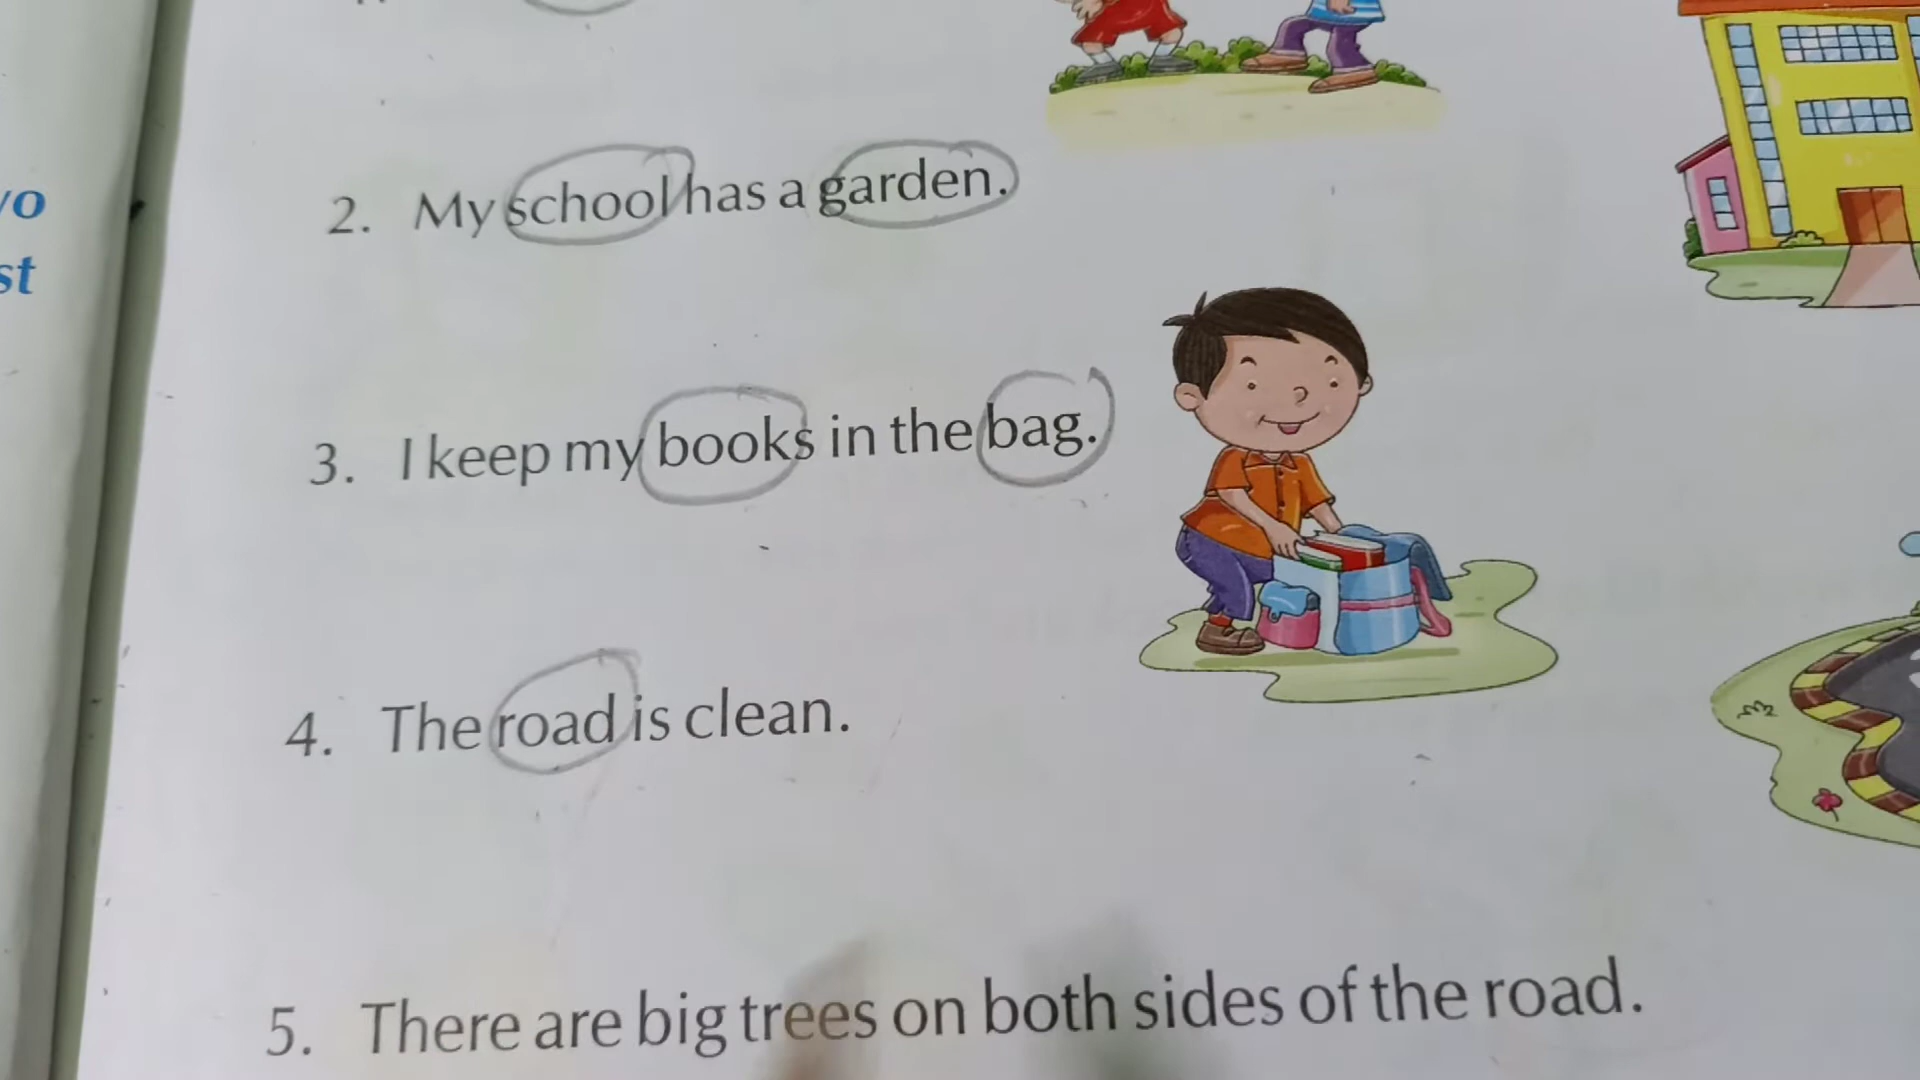 2. My school has a garden.
3. I keep my books in the bag.
4. The road is clean.
5. There are big trees on both sides of the road.